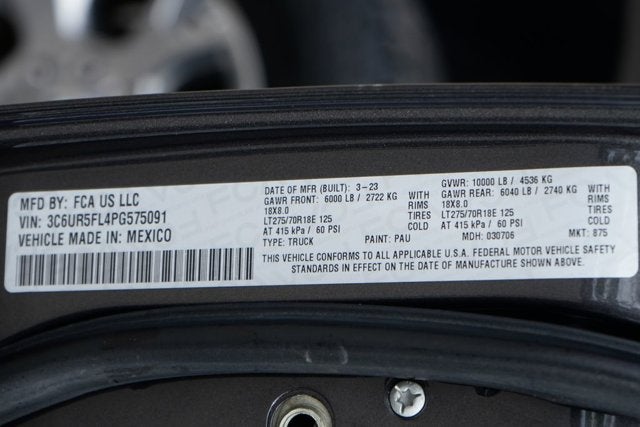 MFD BY: FCA US LLC
VIN: 3C6UR5FL4PG575091
VEHICLE MADE IN: MEXICO
DATE OF MFR (BUILT): 3-23 GVWR: 10000 LB / 4536 KG
GAWR FRONT: 6000 LB / 2722 KG GAWR REAR: 6040 LB / 2740 KG
18X8.0 RIMS 18X8.0 RIMS
LT275/70R18E 125 TIRES LT275/70R18E 125 TIRES
AT 415 kPa / 60 PSI COLD AT 415 kPa / 60 PSI COLD
TYPE: TRUCK PAINT: PAU MDH: 030706 MKT: 875
THIS VEHICLE CONFORMS TO ALL APPLICABLE U.S.A. FEDERAL MOTOR VEHICLE SAFETY
STANDARDS IN EFFECT ON THE DATE OF MANUFACTURE SHOWN ABOVE.